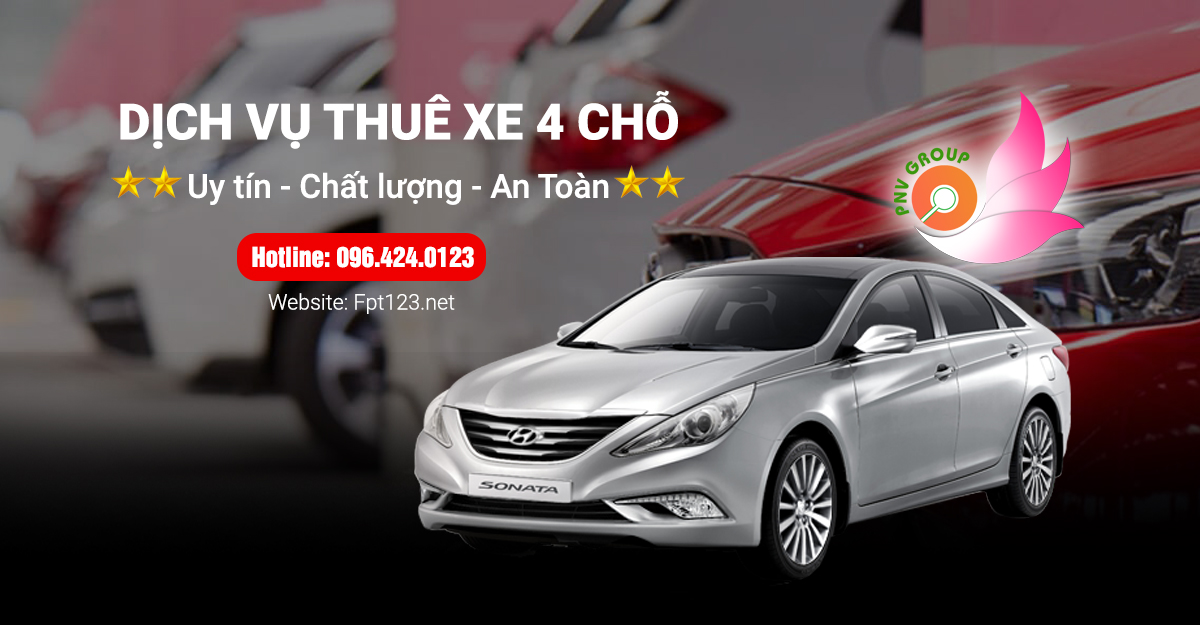 DỊCH VỤ THUÊ XE 4 CHỖ
Uy tín - Chất lượng - An Toàn
Hotline: 096.424.0123
Website: Fpt123.net
PNV GROUP
SONATA